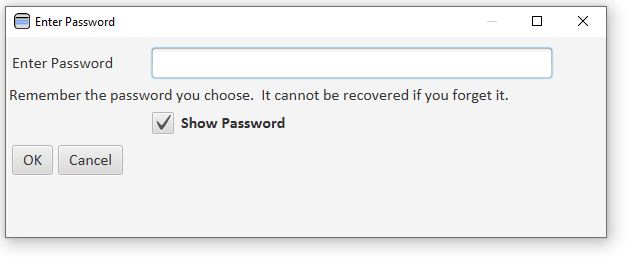 Enter Password
Enter Password
Remember the password you choose.  It cannot be recovered if you forget it.
Show Password
OK Cancel